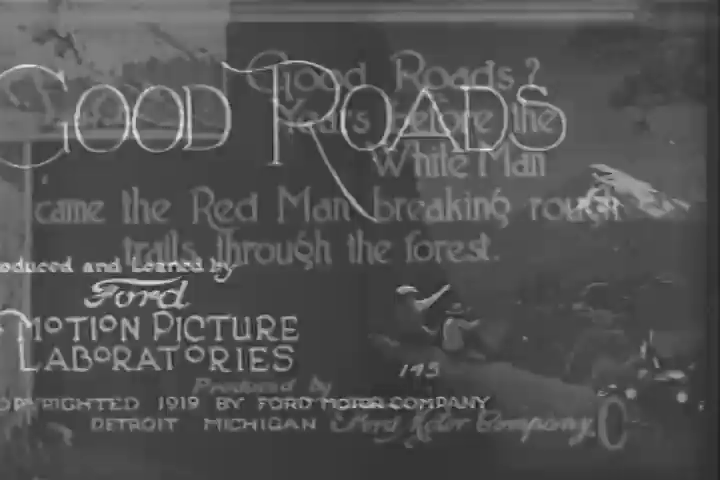 GOOD ROADS
Good Roads?
Years before the
White Man
came the Red Man breaking rough
trails through the forest.
Produced and Loaned by
Ford
MOTION PICTURE
LABORATORIES
145
Produced by
COPYRIGHTED 1919 BY FORD MOTOR COMPANY
DETROIT MICHIGAN
Ford Motor Company